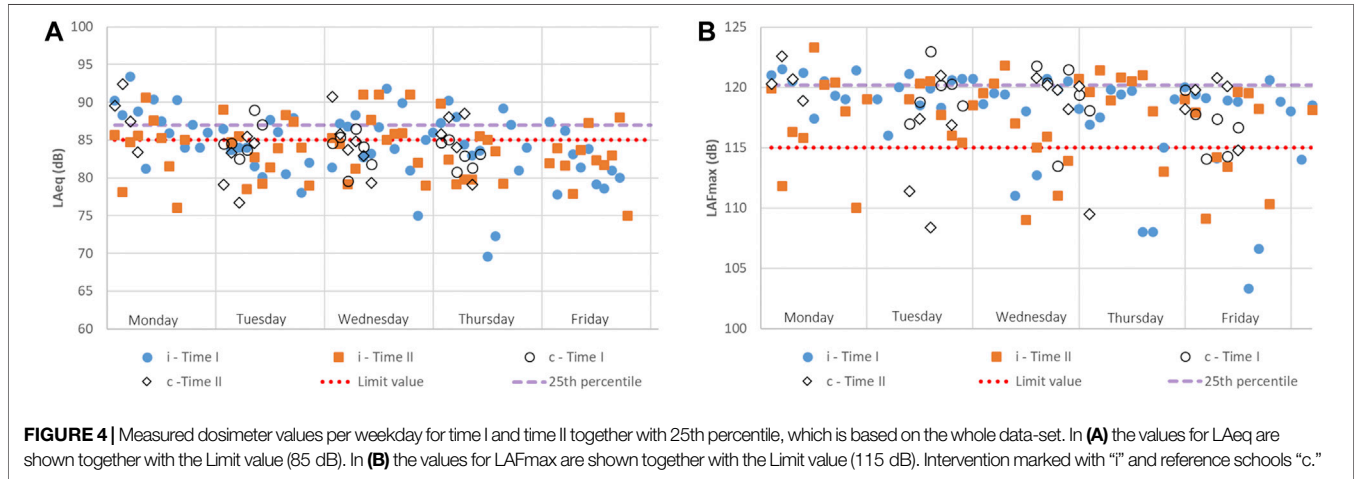 A
LAeq (dB)
100
95
90
85
80
75
70
65
60
Monday
Tuesday
Wednesday
Thursday
Friday
i - Time I
i - Time II
c - Time I
c -Time II
Limit value
25th percentile
B
LAFmax (dB)
125
120
115
110
105
100
Monday
Tuesday
Wednesday
Thursday
Friday
i - Time I
i - Time II
c - Time I
c - Time II
Limit value
25th percentile
FIGURE 4 | Measured dosimeter values per weekday for time I and time II together with 25th percentile, which is based on the whole data-set. In (A) the values for LAeq are
shown together with the Limit value (85 dB). In (B) the values for LAFmax are shown together with the Limit value (115 dB). Intervention marked with “i” and reference schools “c.”